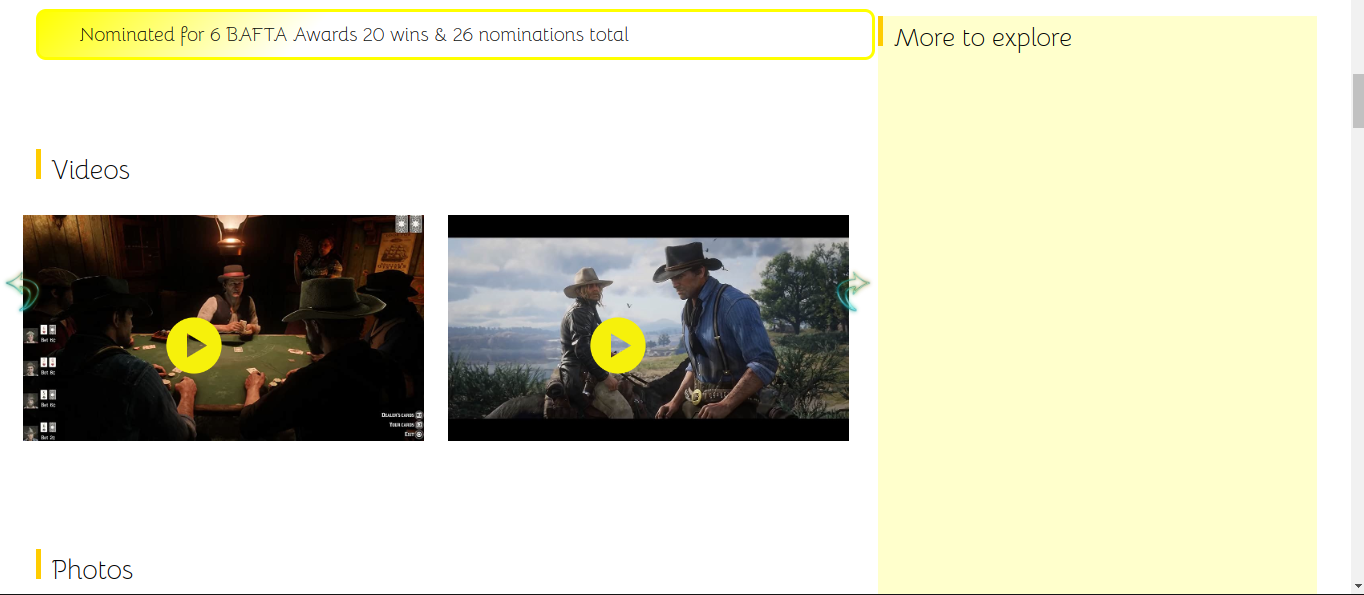 Nominated for 6 BAFTA Awards 20 wins & 26 nominations total
More to explore
Videos
DEALER'S CARDS
YOUR CARDS
EXIT
Photos